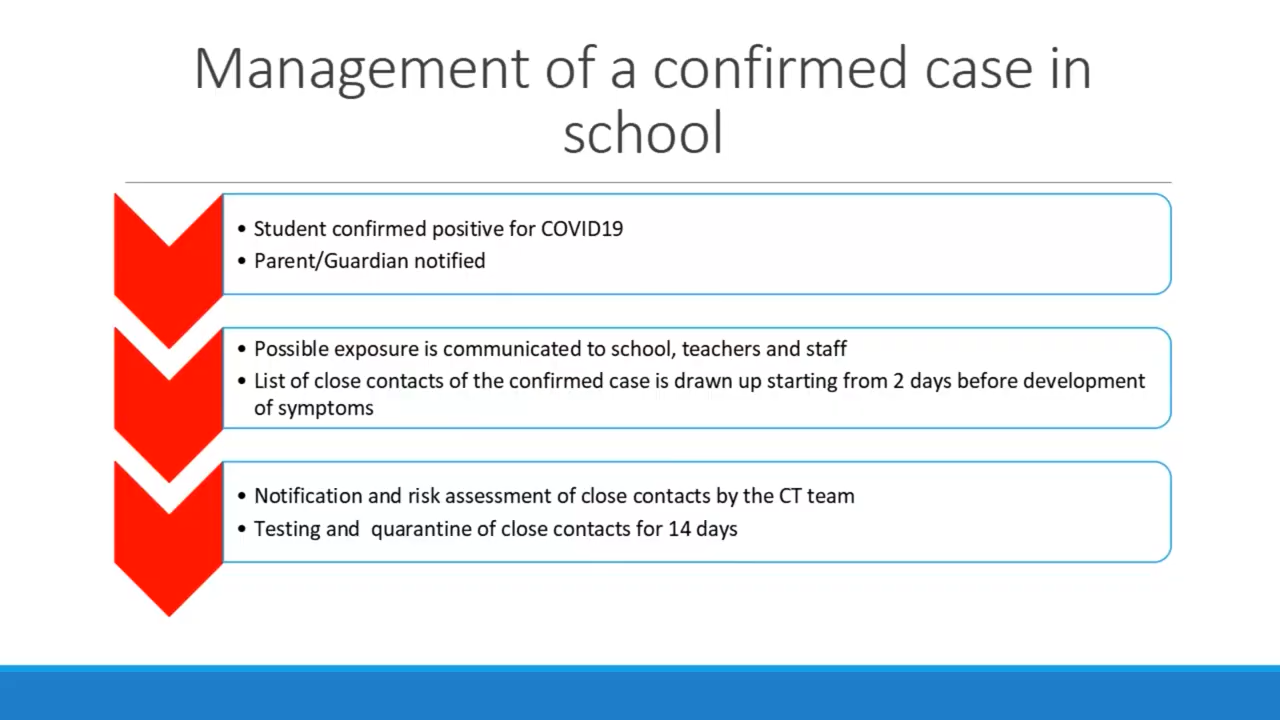 Management of a confirmed case in
school
• Student confirmed positive for COVID19
• Parent/Guardian notified
• Possible exposure is communicated to school, teachers and staff
• List of close contacts of the confirmed case is drawn up starting from 2 days before development
of symptoms
• Notification and risk assessment of close contacts by the CT team
• Testing and  quarantine of close contacts for 14 days